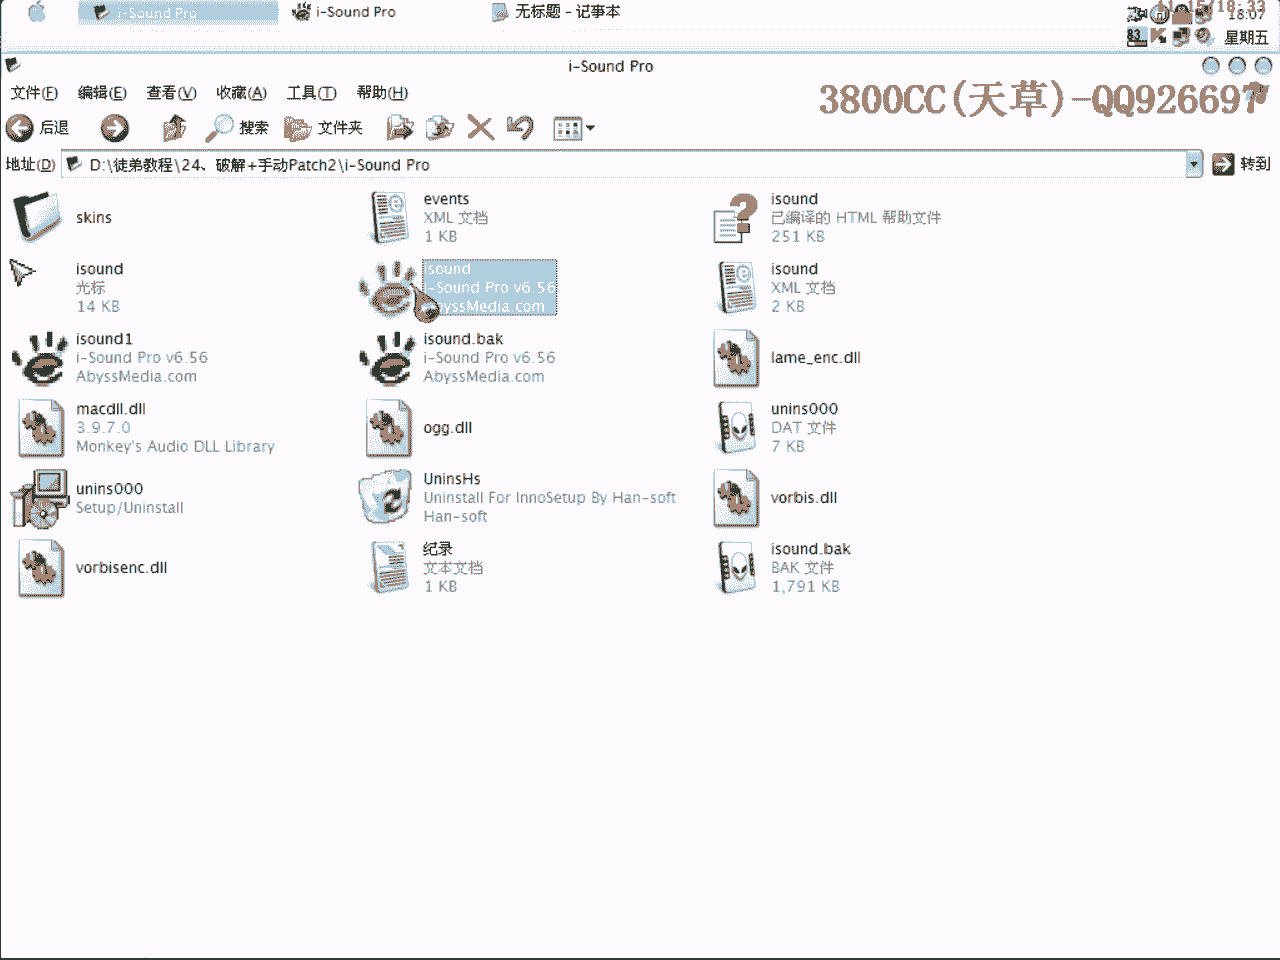 i-Sound Pro
i-Sound Pro
无标题 - 记事本
18:07
83
星期五
i-Sound Pro
文件(F)
编辑(E)
查看(V)
收藏(A)
工具(T)
帮助(H)
3800CC(天草)-QQ926697
后退
搜索
文件夹
地址(D)
D:\徒弟教程\24、破解+手动Patch2\i-Sound Pro
转到
skins
events
XML 文档
1 KB
isound
已编译的 HTML 帮助文件
251 KB
isound
光标
14 KB
isound
i-Sound Pro v6.56
AbyssMedia.com
isound
XML 文档
2 KB
isound1
i-Sound Pro v6.56
AbyssMedia.com
isound.bak
i-Sound Pro v6.56
AbyssMedia.com
lame_enc.dll
macdll.dll
3.9.7.0
Monkey's Audio DLL Library
ogg.dll
unins000
DAT 文件
7 KB
unins000
Setup/Uninstall
UninsHs
Uninstall For InnoSetup By Han-soft
Han-soft
vorbis.dll
vorbisenc.dll
纪录
文本文档
1 KB
isound.bak
BAK 文件
1,791 KB